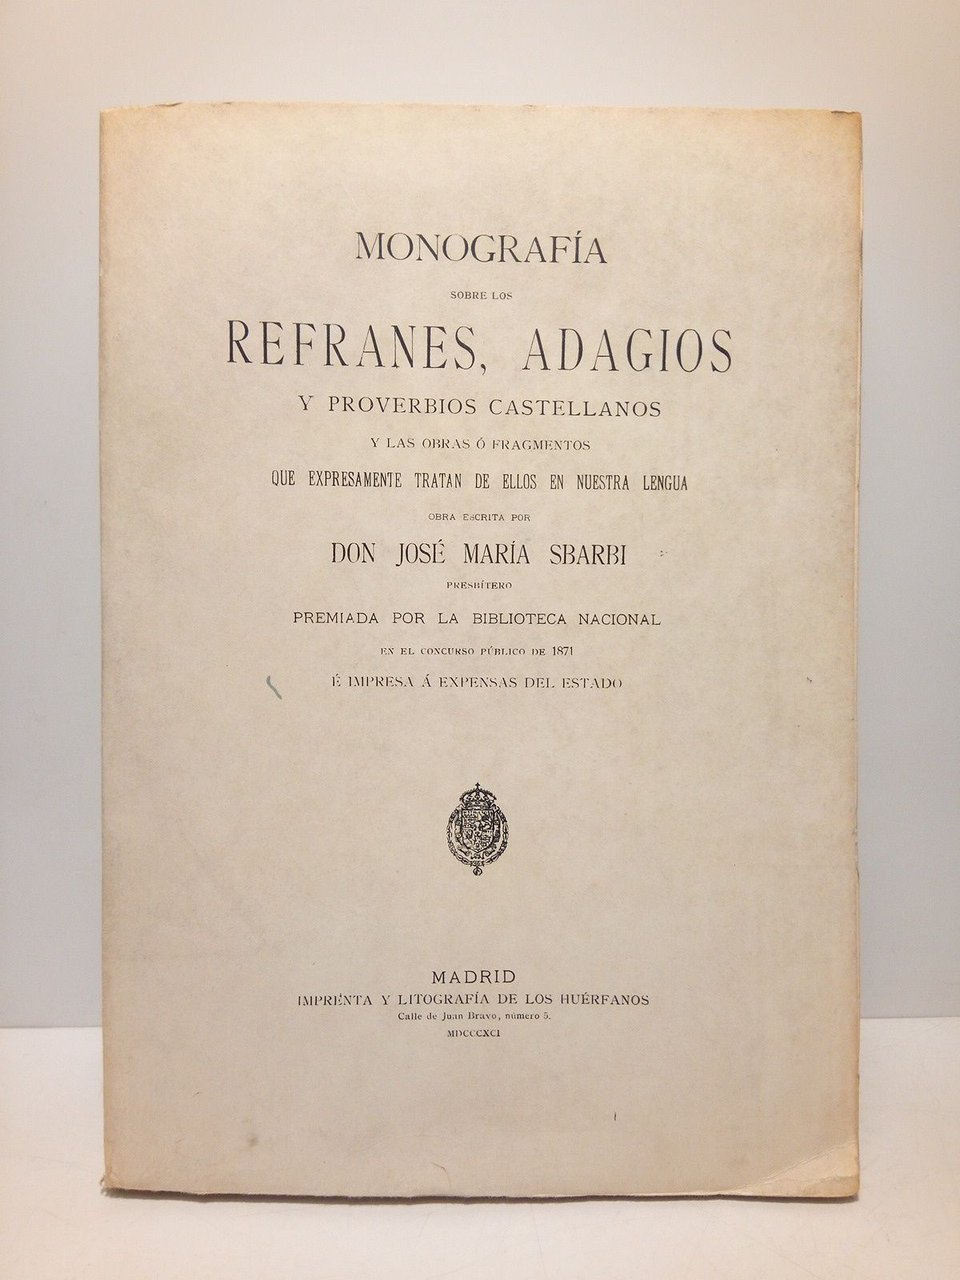 MONOGRAFÍA
SOBRE LOS
REFRANES, ADAGIOS
Y PROVERBIOS CASTELLANOS
Y LAS OBRAS Ó FRAGMENTOS
QUE EXPRESAMENTE TRATAN DE ELLOS EN NUESTRA LENGUA
OBRA ESCRITA POR
DON JOSÉ MARÍA SBARBI
PRESBÍTERO
PREMIADA POR LA BIBLIOTECA NACIONAL
EN EL CONCURSO PÚBLICO DE 1871
É IMPRESA Á EXPENSAS DEL ESTADO
MADRID
IMPRENTA Y LITOGRAFÍA DE LOS HUÉRFANOS
Calle de Juan Bravo, número 5.
MDCCCXCI